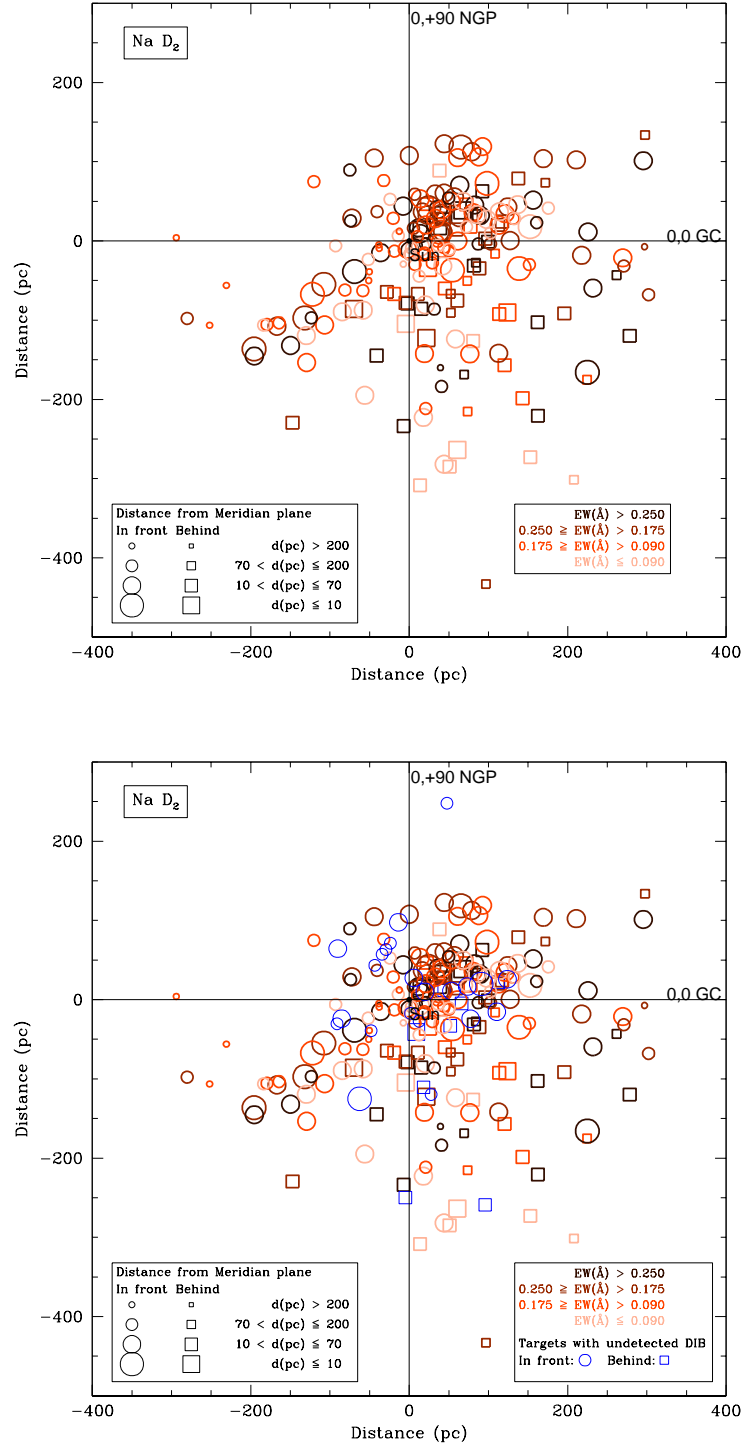 0,+90 NGP
Na D2
200
0,0 GC
0
Sun
Distance (pc)
-200
Distance from Meridian plane
In front Behind
d(pc) > 200
70 < d(pc) ≦ 200
10 < d(pc) ≦ 70
d(pc) ≦ 10
EW(Å) > 0.250
0.250 ≧ EW(Å) > 0.175
0.175 ≧ EW(Å) > 0.090
EW(Å) ≦ 0.090
-400
-400 -200 0 200 400
Distance (pc)
0,+90 NGP
Na D2
200
0,0 GC
0
Sun
Distance (pc)
-200
Distance from Meridian plane
In front Behind
d(pc) > 200
70 < d(pc) ≦ 200
10 < d(pc) ≦ 70
d(pc) ≦ 10
EW(Å) > 0.250
0.250 ≧ EW(Å) > 0.175
0.175 ≧ EW(Å) > 0.090
EW(Å) ≦ 0.090
Targets with undetected DIB
In front: Behind:
-400
-400 -200 0 200 400
Distance (pc)